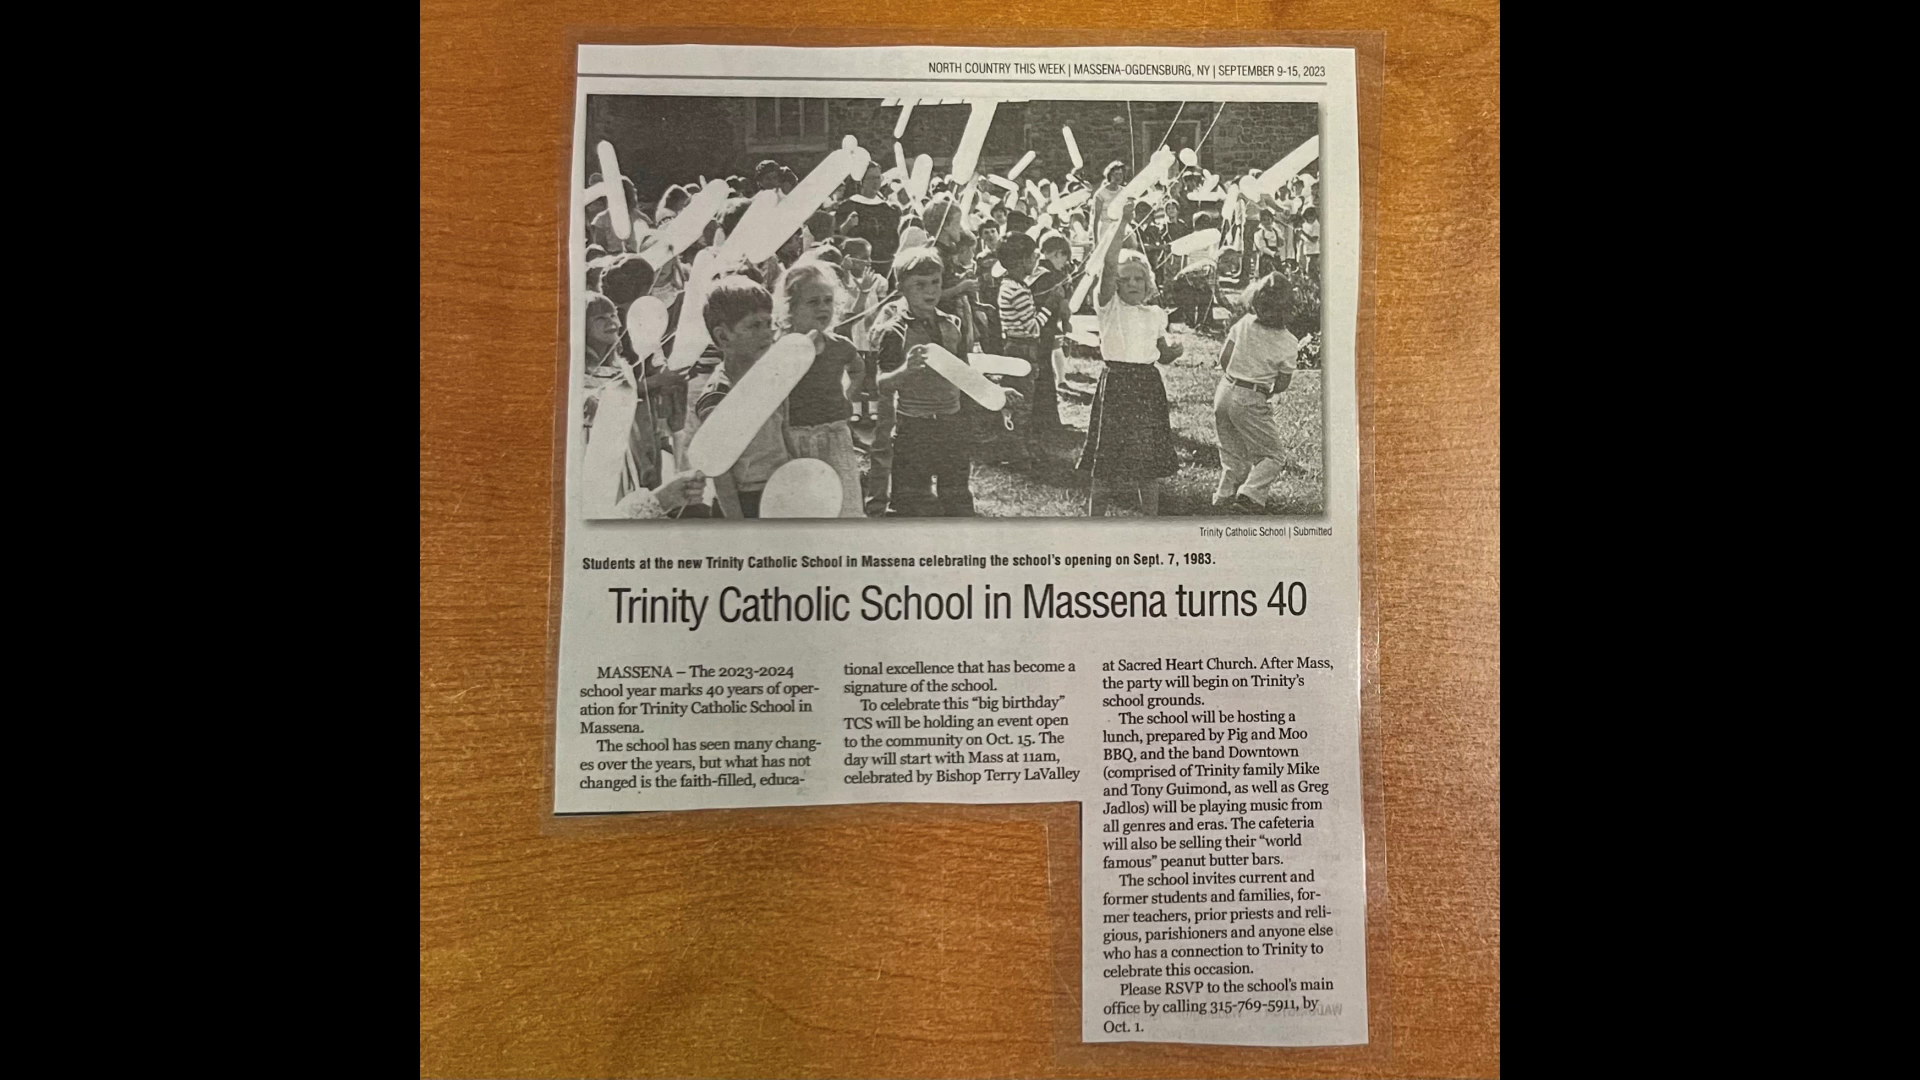 NORTH COUNTRY THIS WEEK | MASSENA-OGDENSBURG, NY | SEPTEMBER 9-15, 2023
Trinity Catholic School | Submitted
Students at the new Trinity Catholic School in Massena celebrating the school's opening on Sept. 7, 1983.
Trinity Catholic School in Massena turns 40
MASSENA – The 2023-2024
school year marks 40 years of oper-
ation for Trinity Catholic School in
Massena.
The school has seen many chang-
es over the years, but what has not
changed is the faith-filled, educa-
tional excellence that has become a
signature of the school.
To celebrate this “big birthday”
TCS will be holding an event open
to the community on Oct. 15. The
day will start with Mass at 11am,
celebrated by Bishop Terry LaValley
at Sacred Heart Church. After Mass,
the party will begin on Trinity's
school grounds.
The school will be hosting a
lunch, prepared by Pig and Moo
BBQ, and the band Downtown
(comprised of Trinity family Mike
and Tony Guimond, as well as Greg
Jadlos) will be playing music from
all genres and eras. The cafeteria
will also be selling their “world
famous” peanut butter bars.
The school invites current and
former students and families, for-
mer teachers, prior priests and reli-
gious, parishioners and anyone else
who has a connection to Trinity to
celebrate this occasion.
Please RSVP to the school's main
office by calling 315-769-5911, by
Oct. 1.